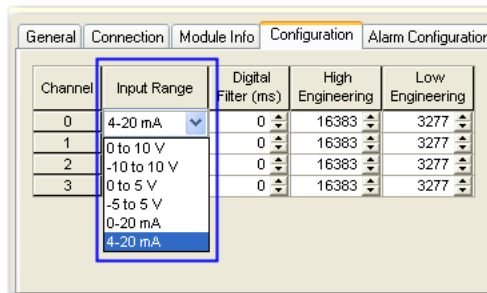 General Connection Module Info Configuration Alarm Configuration
Channel Input Range Digital Filter (ms) High Engineering Low Engineering
0 4-20 mA 0 16383 3277
1 0 16383 3277
2 0 16383 3277
3 0 16383 3277
0 to 10 V
-10 to 10 V
0 to 5 V
-5 to 5 V
0-20 mA
4-20 mA